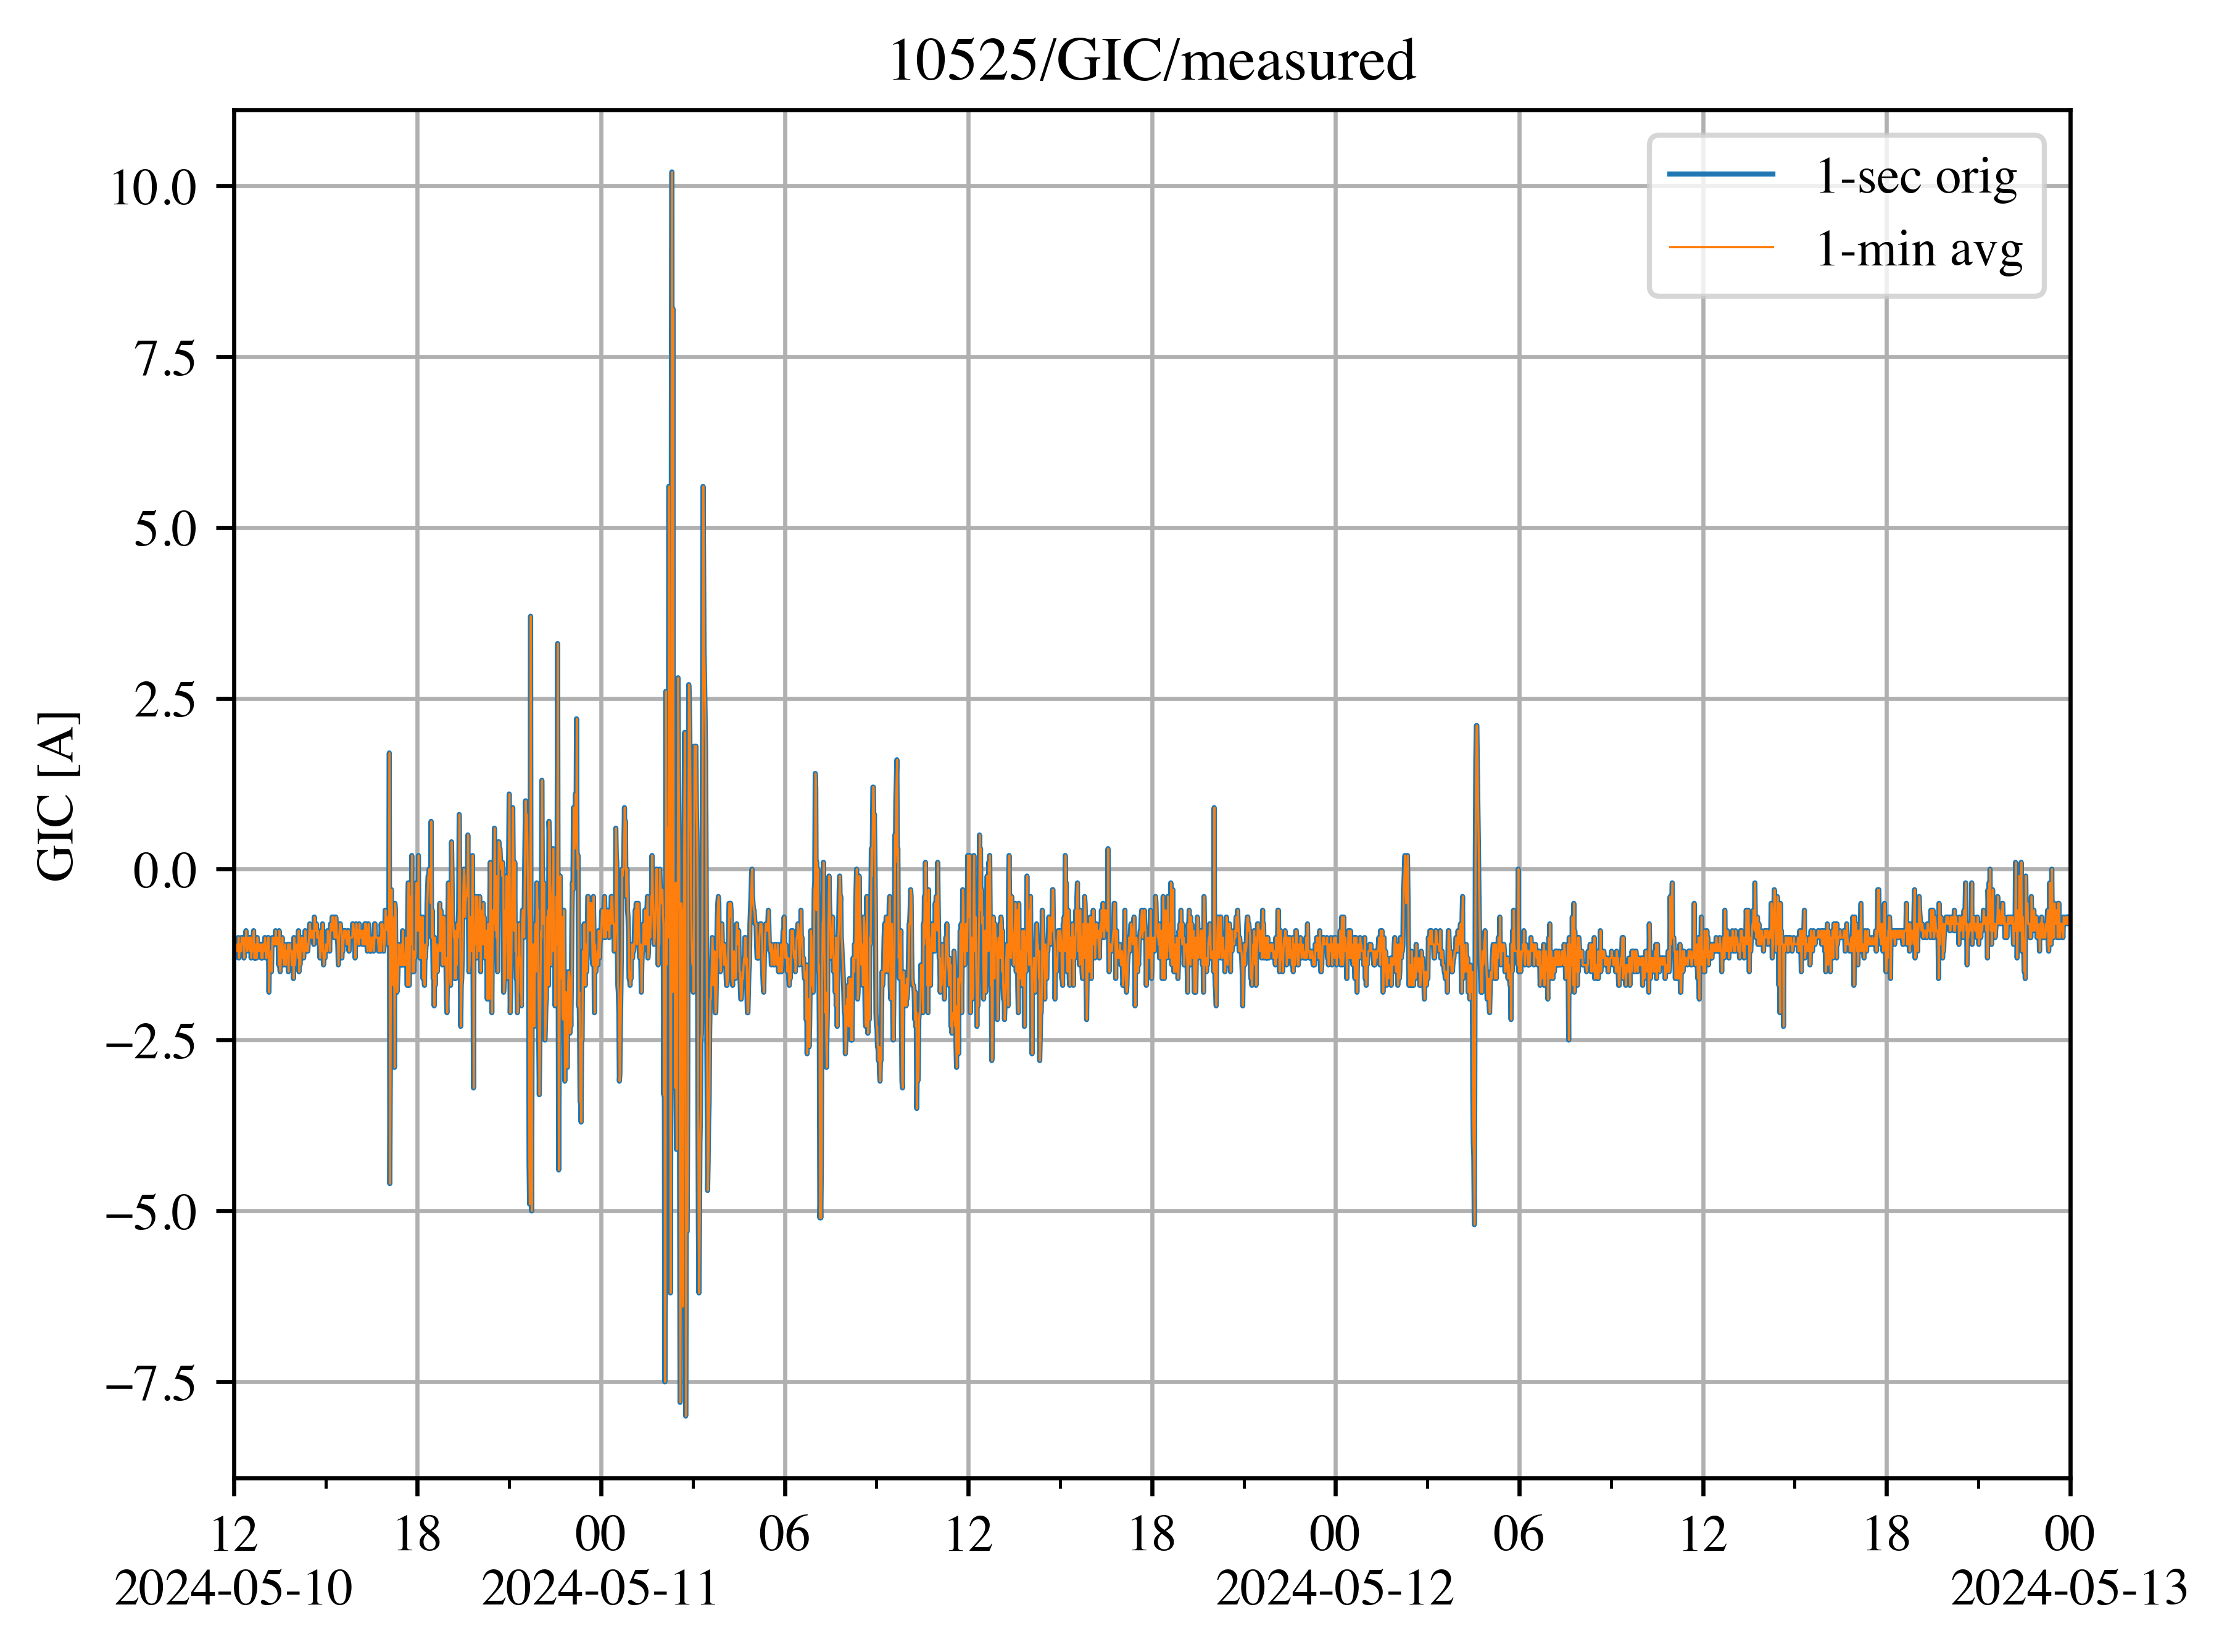 10525/GIC/measured
1-sec orig
1-min avg
GIC [A]
10.0
7.5
5.0
2.5
0.0
−2.5
−5.0
−7.5
12 18 00 06 12 18 00 06 12 18 00
2024-05-10 2024-05-11 2024-05-12 2024-05-13